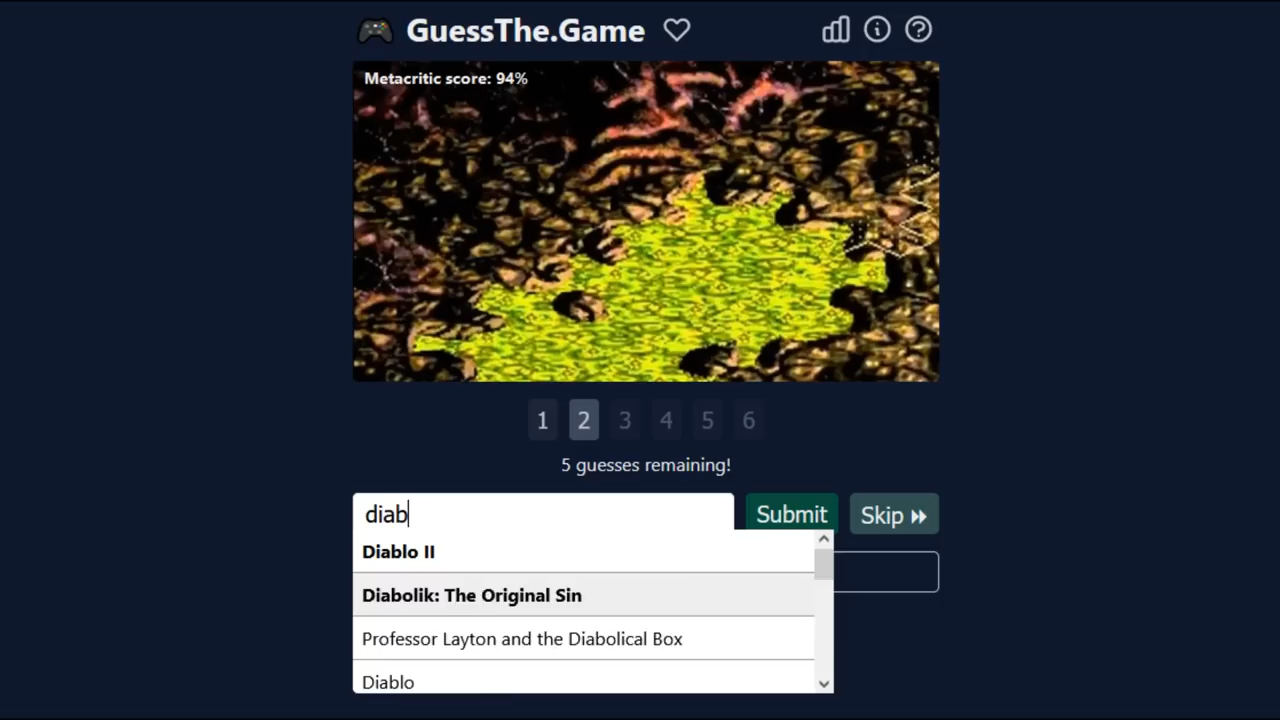 GuessThe.Game
Metacritic score: 94%
1 2 3 4 5 6
5 guesses remaining!
diab
Submit
Skip
Diablo II
Diabolik: The Original Sin
Professor Layton and the Diabolical Box
Diablo